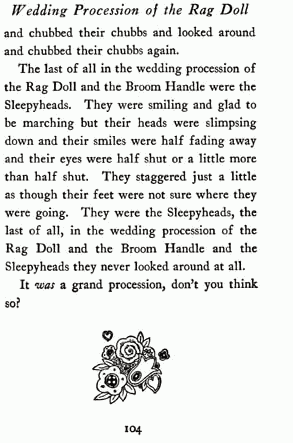 Wedding Procession of the Rag Doll
and chubbed their chubbs and looked around
and chubbed their chubbs again.
The last of all in the wedding procession of
the Rag Doll and the Broom Handle were the
Sleepyheads. They were smiling and glad to
be marching but their heads were slimpsing
down and their smiles were half fading away
and their eyes were half shut or a little more
than half shut. They staggered just a little
as though their feet were not sure where they
were going. They were the Sleepyheads, the
last of all, in the wedding procession of the
Rag Doll and the Broom Handle and the
Sleepyheads they never looked around at all.
It was a grand procession, don't you think
so?
104